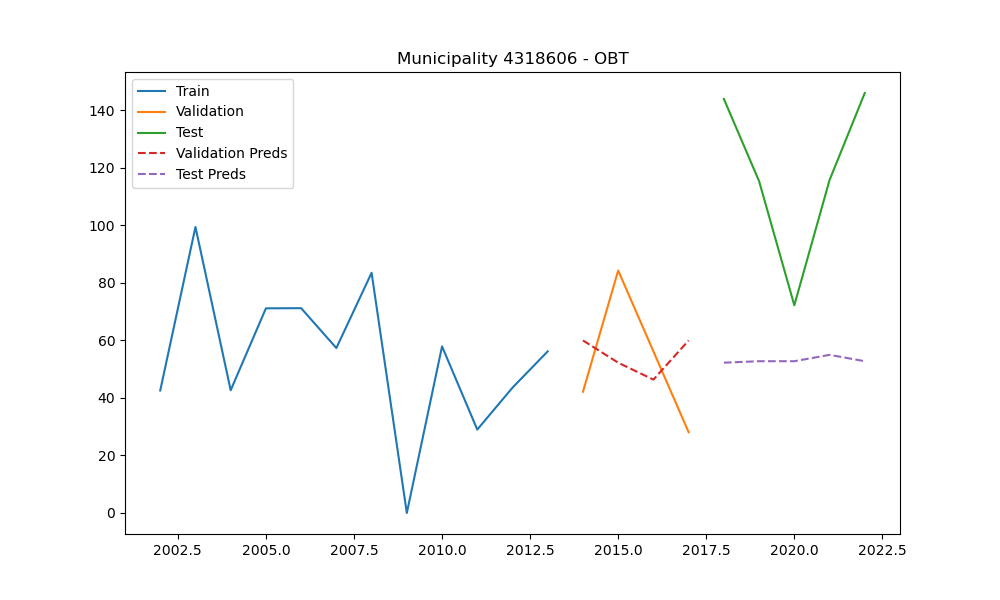 Municipality 4318606 - OBT
Train
Validation
Test
Validation Preds
Test Preds
140
120
100
80
60
40
20
0
2002.5 2005.0 2007.5 2010.0 2012.5 2015.0 2017.5 2020.0 2022.5